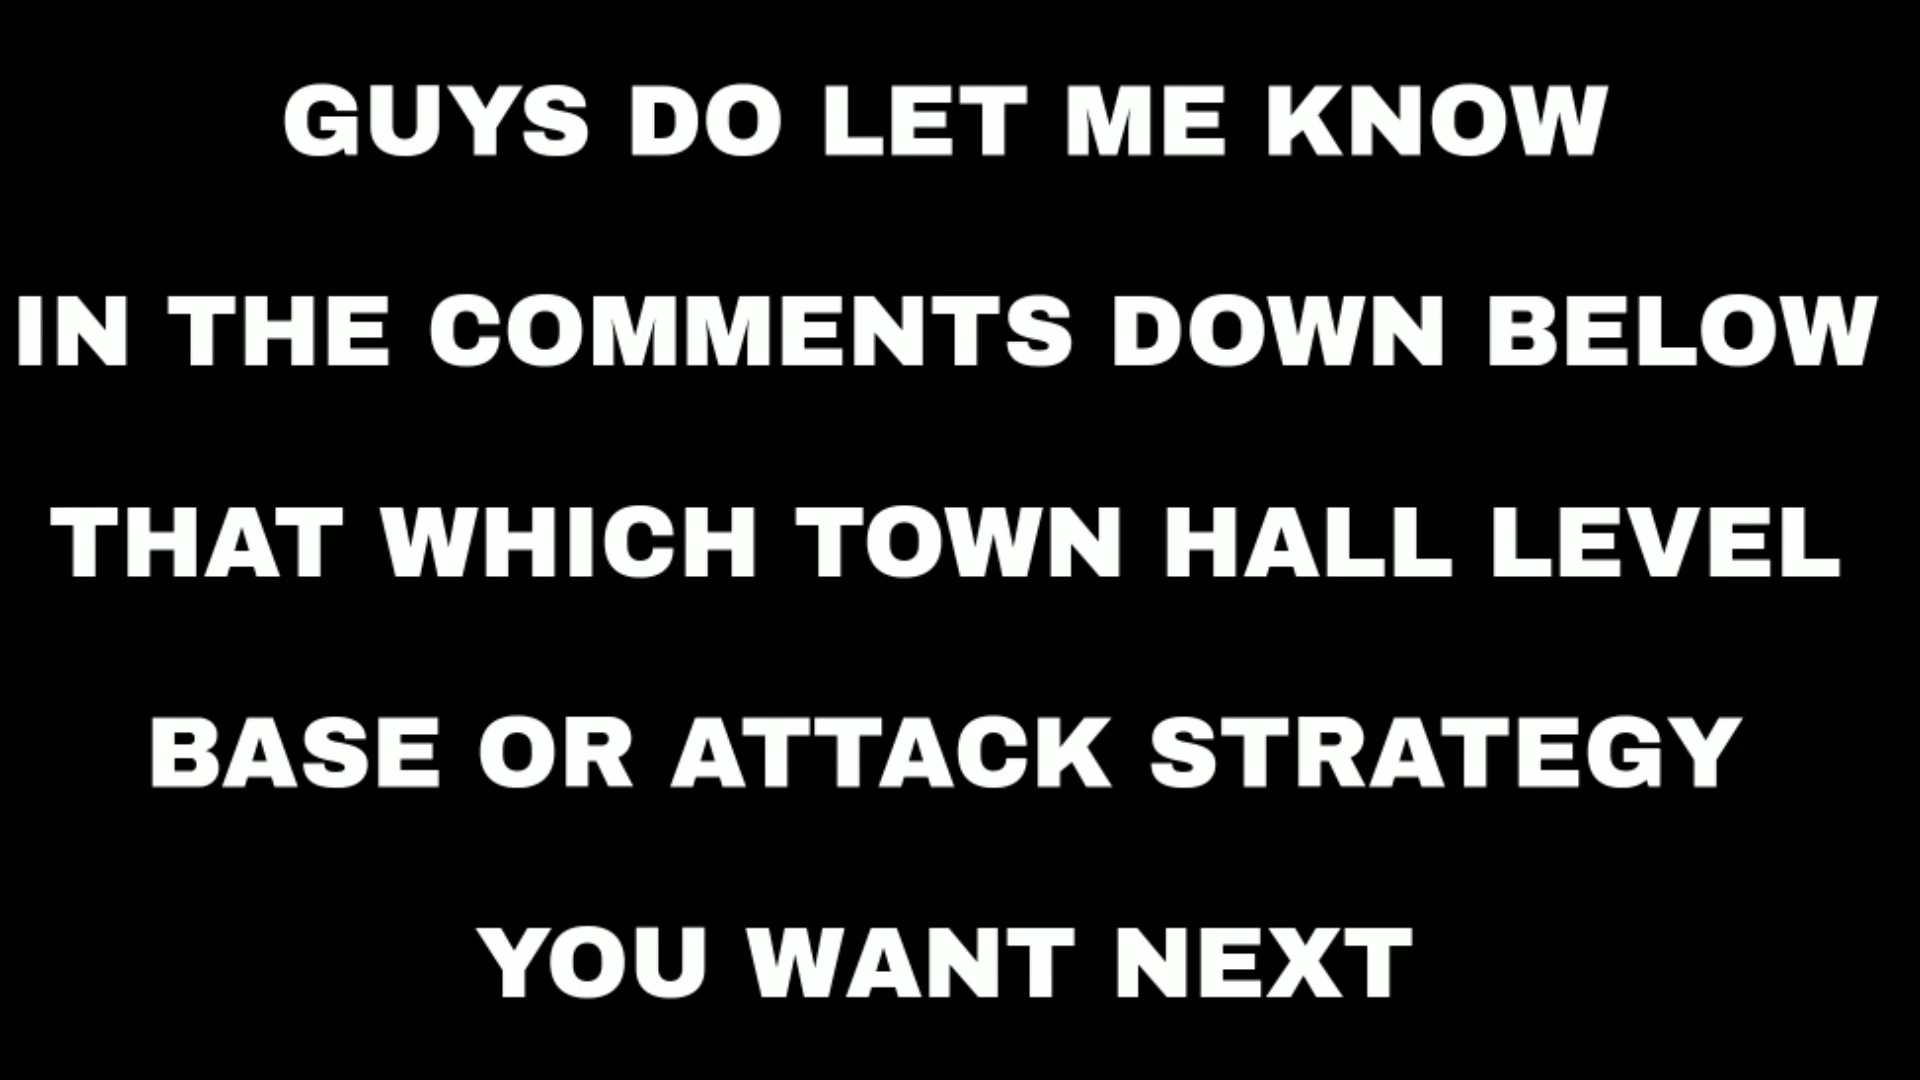 GUYS DO LET ME KNOW
IN THE COMMENTS DOWN BELOW
THAT WHICH TOWN HALL LEVEL
BASE OR ATTACK STRATEGY
YOU WANT NEXT